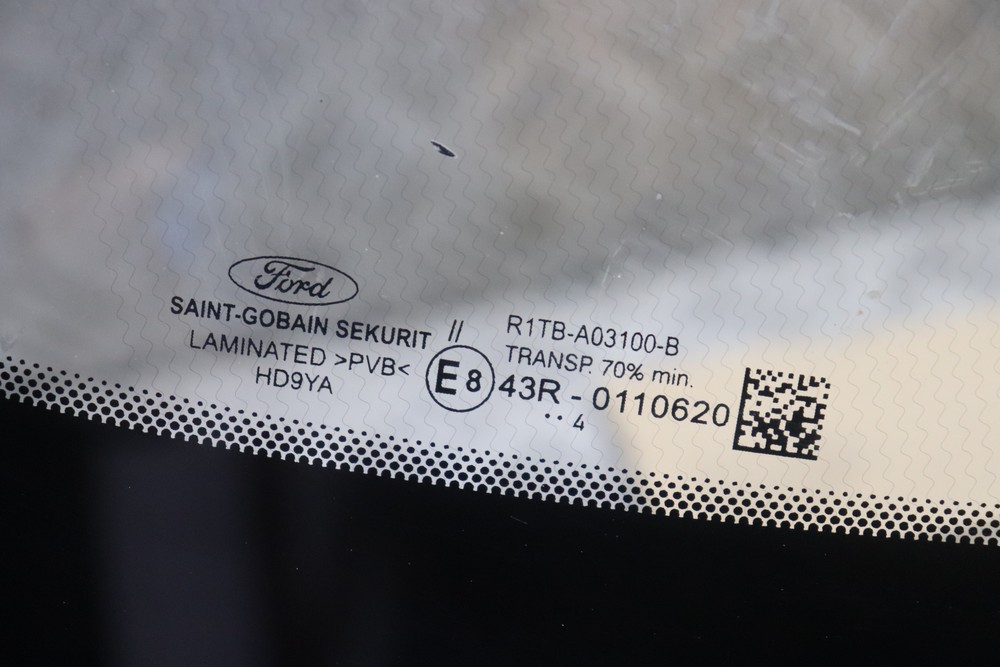 Ford
SAINT-GOBAIN SEKURIT //
LAMINATED >PVB<
HD9YA
R1TB-A03100-B
TRANSP. 70% min.
E8 43R - 0110620
.. 4